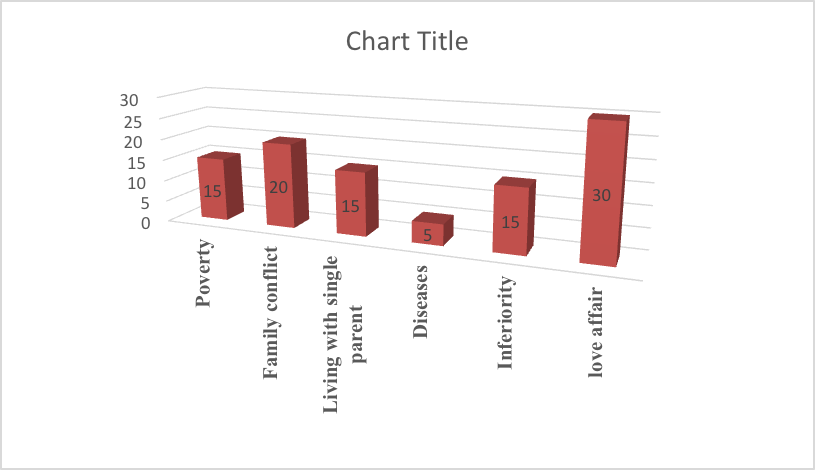 Chart Title
30
25
20
15
10
5
0
15
20
15
5
15
30
Poverty
Family conflict
Living with single
parent
Diseases
Inferiority
love affair